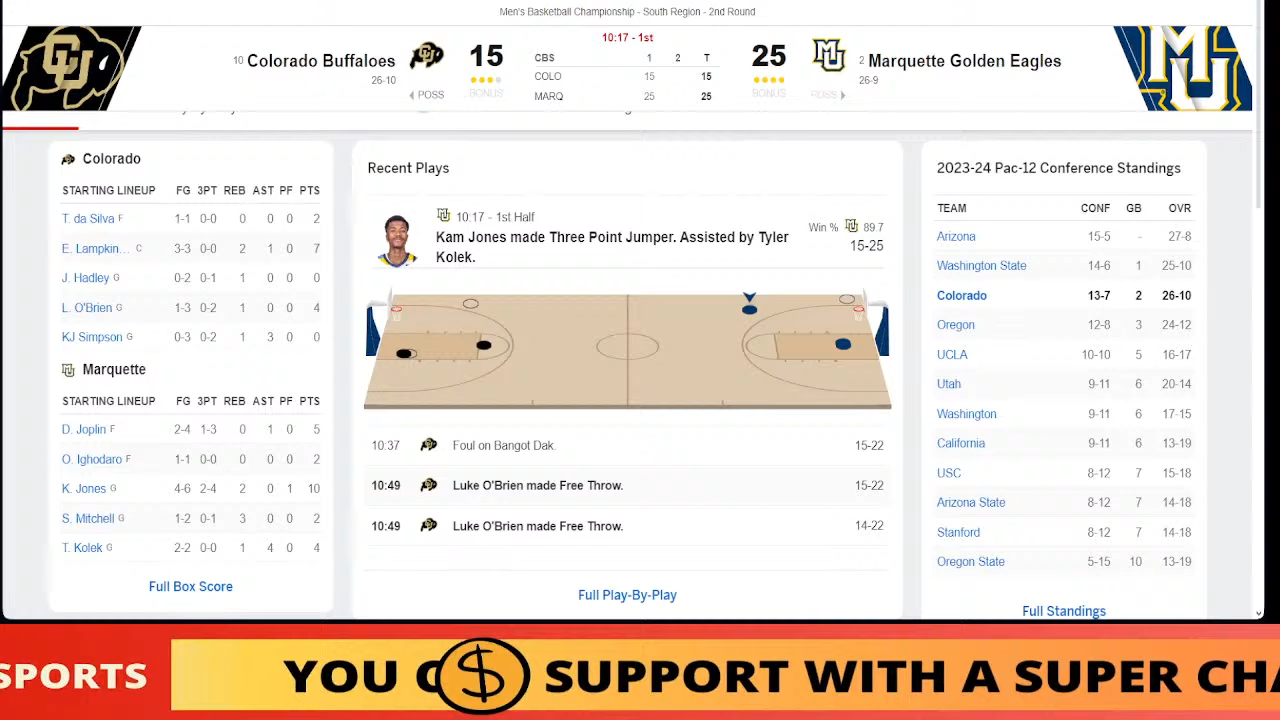 Men's Basketball Championship - South Region - 2nd Round
10 Colorado Buffaloes
26-10
POSS
15
BONUS
10:17 - 1st
CBS 1 2 T
COLO 15 15
MARQ 25 25
25
BONUS
2 Marquette Golden Eagles
26-9
POSS
Colorado
STARTING LINEUP FG 3PT REB AST PF PTS
T. da Silva F 1-1 0-0 0 0 0 2
E. Lampkin... C 3-3 0-0 2 1 0 7
J. Hadley G 0-2 0-1 1 0 0 0
L. O'Brien G 1-3 0-2 1 0 0 4
KJ Simpson G 0-3 0-2 1 3 0 0
Marquette
STARTING LINEUP FG 3PT REB AST PF PTS
D. Joplin F 2-4 1-3 0 1 0 5
O. Ighodaro F 1-1 0-0 0 0 0 2
K. Jones G 4-6 2-4 2 0 1 10
S. Mitchell G 1-2 0-1 3 0 0 2
T. Kolek G 2-2 0-0 1 4 0 4
Full Box Score
Recent Plays
10:17 - 1st Half
Kam Jones made Three Point Jumper. Assisted by Tyler
Kolek.
Win % 89.7
15-25
10:37 Foul on Bangot Dak. 15-22
10:49 Luke O'Brien made Free Throw. 15-22
10:49 Luke O'Brien made Free Throw. 14-22
Full Play-By-Play
2023-24 Pac-12 Conference Standings
TEAM CONF GB OVR
Arizona 15-5 - 27-8
Washington State 14-6 1 25-10
Colorado 13-7 2 26-10
Oregon 12-8 3 24-12
UCLA 10-10 5 16-17
Utah 9-11 6 20-14
Washington 9-11 6 17-15
California 9-11 6 13-19
USC 8-12 7 15-18
Arizona State 8-12 7 14-18
Stanford 8-12 7 14-18
Oregon State 5-15 10 13-19
Full Standings
SPORTS
YOU C $ SUPPORT WITH A SUPER CHA